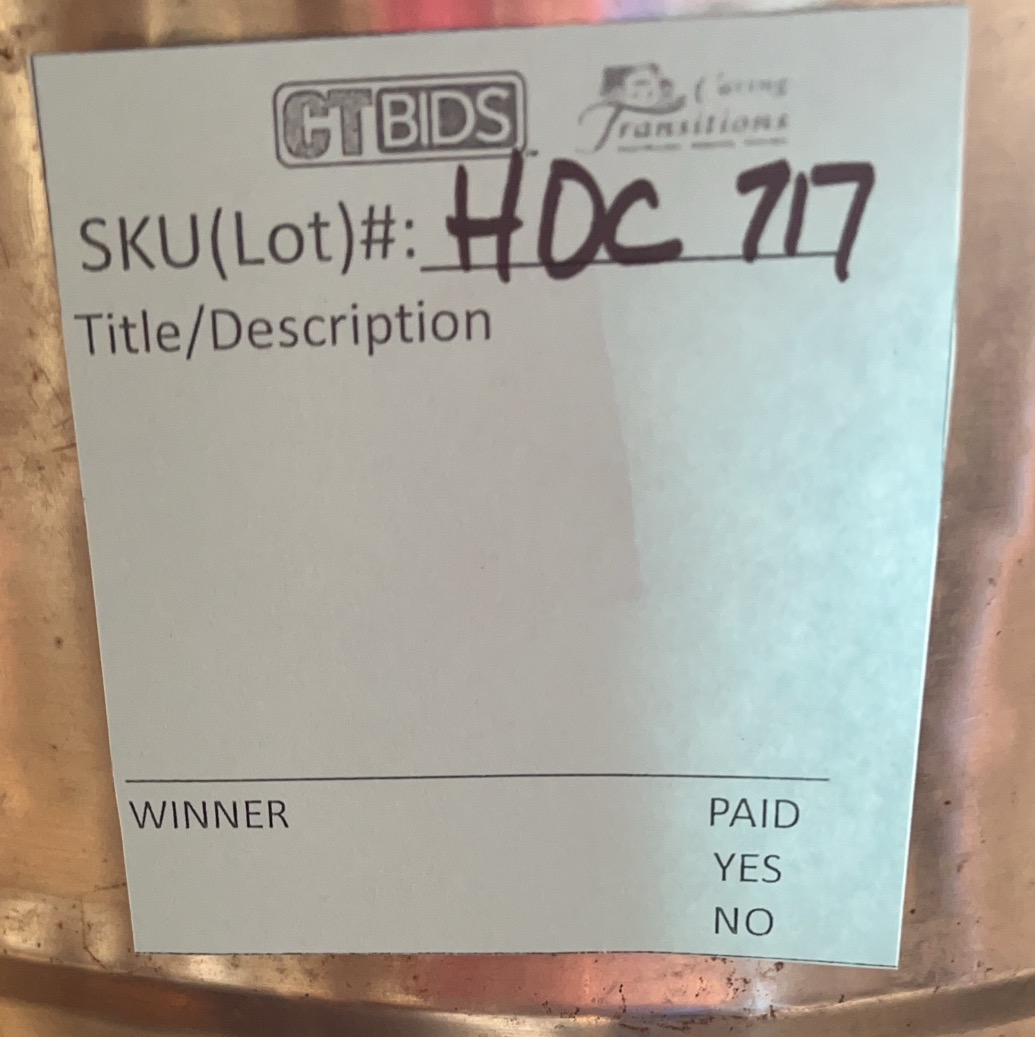 CTBIDS
Caring
Transitions
SKU(Lot)#: HDC 717
Title/Description
WINNER PAID
YES
NO